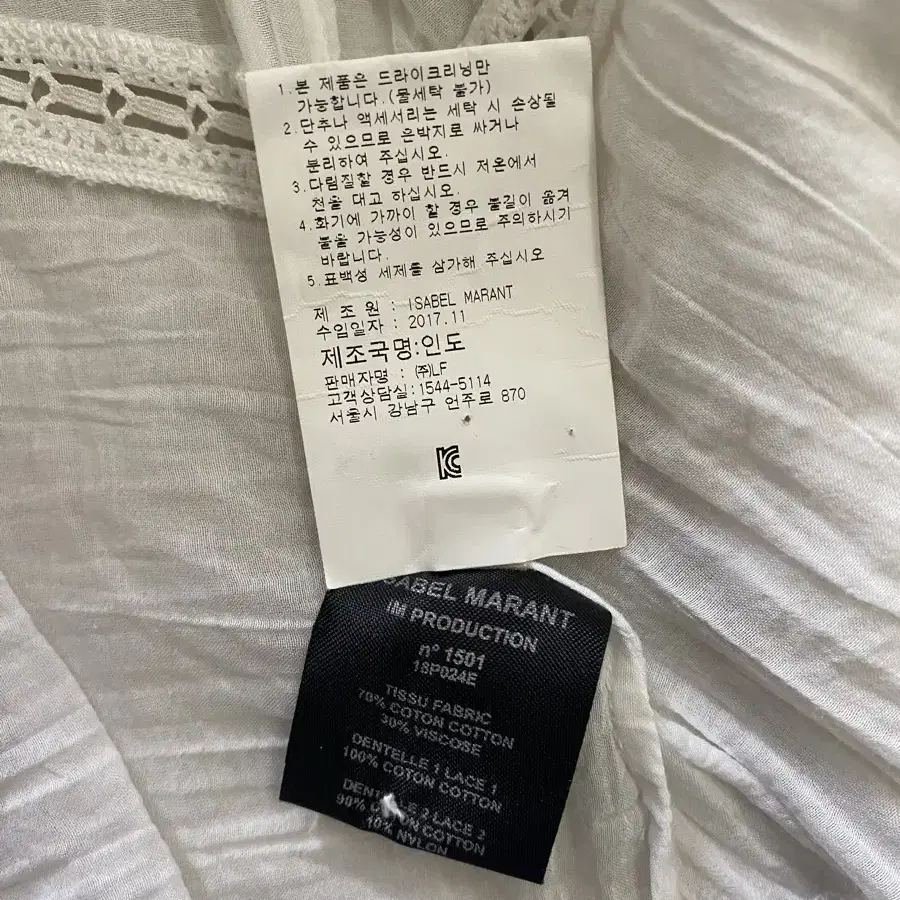 1.본 제품은 드라이크리닝만
가능합니다.(물세탁 불가)
2.단추나 액세서리는 세탁 시 손상될
수 있으므로 은박지로 싸거나
분리하여 주십시오.
3.다림질할 경우 반드시 저온에서
천을 대고 하십시오.
4.화기에 가까이 할 경우 불길이 옮겨
붙을 가능성이 있으므로 주의하시기
바랍니다.
5.표백성 세제를 삼가해 주십시오
제 조 원 : ISABEL MARANT
수입일자 : 2017.11
제조국명:인도
판매자명 : ㈜LF
고객상담실:1544-5114
서울시 강남구 언주로 870
KC
SABEL MARANT
IM PRODUCTION
n° 1501
18P024E
TISSU FABRIC
70% COTON COTTON
30% VISCOSE
DENTELLE 1 LACE 1
100% COTON COTTON
2 LACE 2
90% COTTON
10% NYLON